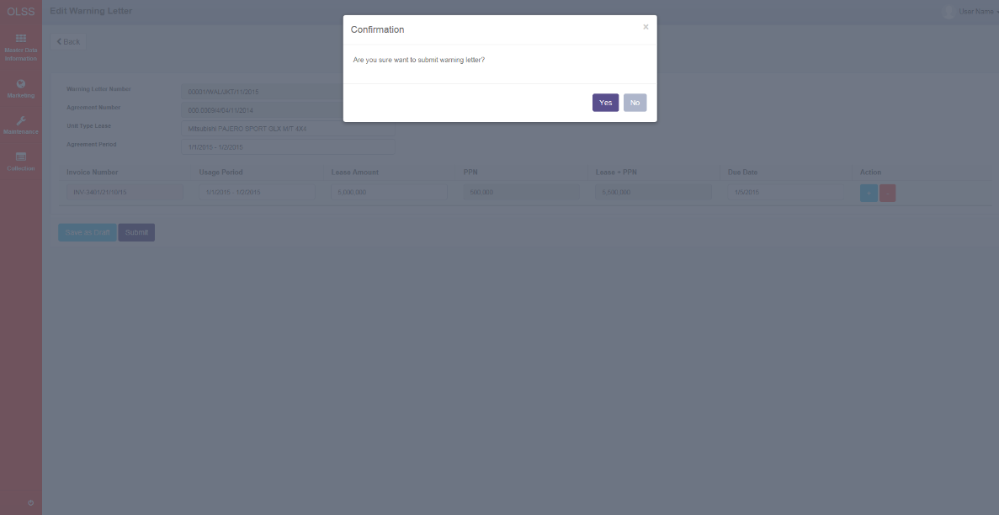 OLSS
Edit Warning Letter
User Name
Confirmation
×
Are you sure want to submit warning letter?
Yes
No
Back
Master Data
Information
Marketing
Maintenance
Collection
Warning Letter Number
00001/WAL/JKT/11/2015
Agreement Number
000.0009/4/04/11/2014
Unit Type Lease
Mitsubishi PAJERO SPORT GLX M/T 4X4
Agreement Period
1/1/2015 - 1/2/2015
Invoice Number Usage Period Lease Amount PPN Lease + PPN Due Date Action
INV-3401/21/10/15 1/1/2015 - 1/2/2015 5,000,000 500,000 5,500,000 1/5/2015 + -
Save as Draft Submit